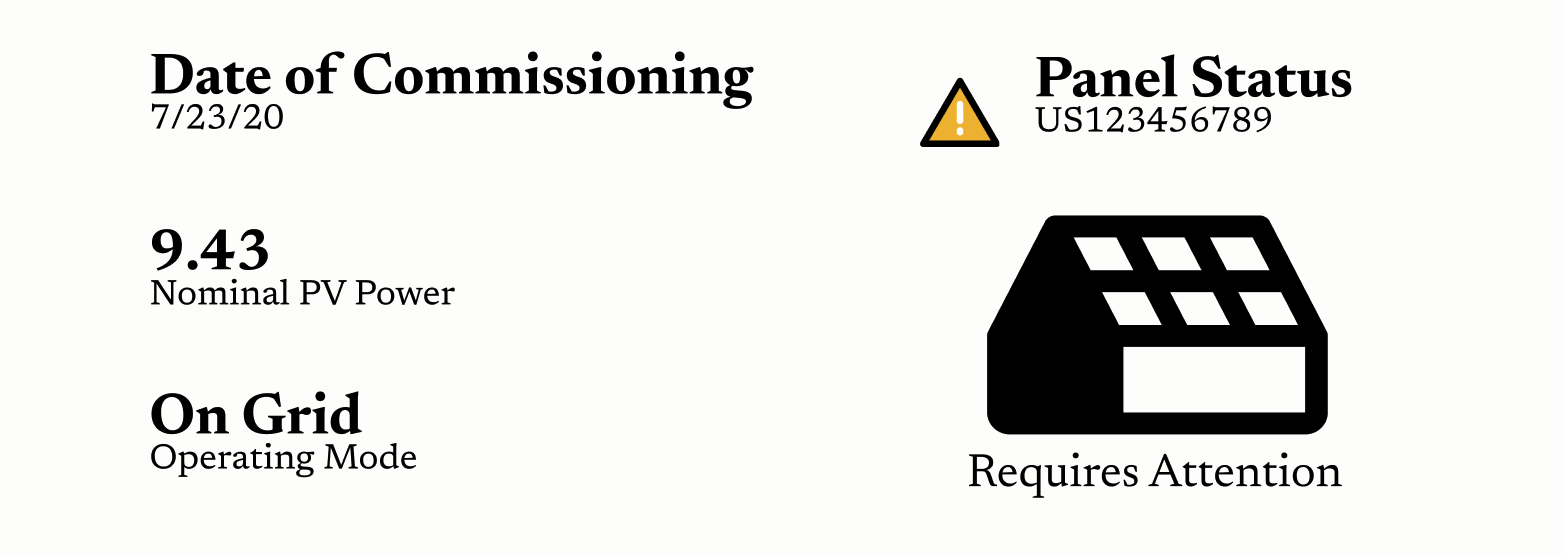 Date of Commissioning
7/23/20
9.43
Nominal PV Power
On Grid
Operating Mode
Panel Status
US123456789
Requires Attention